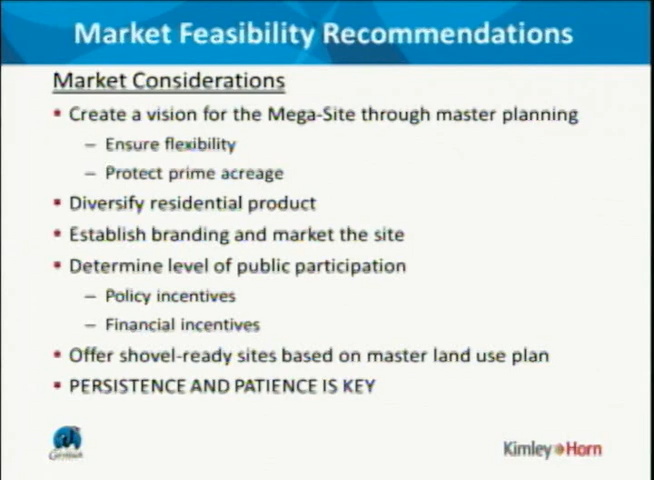 Market Feasibility Recommendations
Market Considerations
▪ Create a vision for the Mega-Site through master planning
– Ensure flexibility
– Protect prime acreage
▪ Diversify residential product
▪ Establish branding and market the site
▪ Determine level of public participation
– Policy incentives
– Financial incentives
▪ Offer shovel-ready sites based on master land use plan
▪ PERSISTENCE AND PATIENCE IS KEY
Kimley Horn